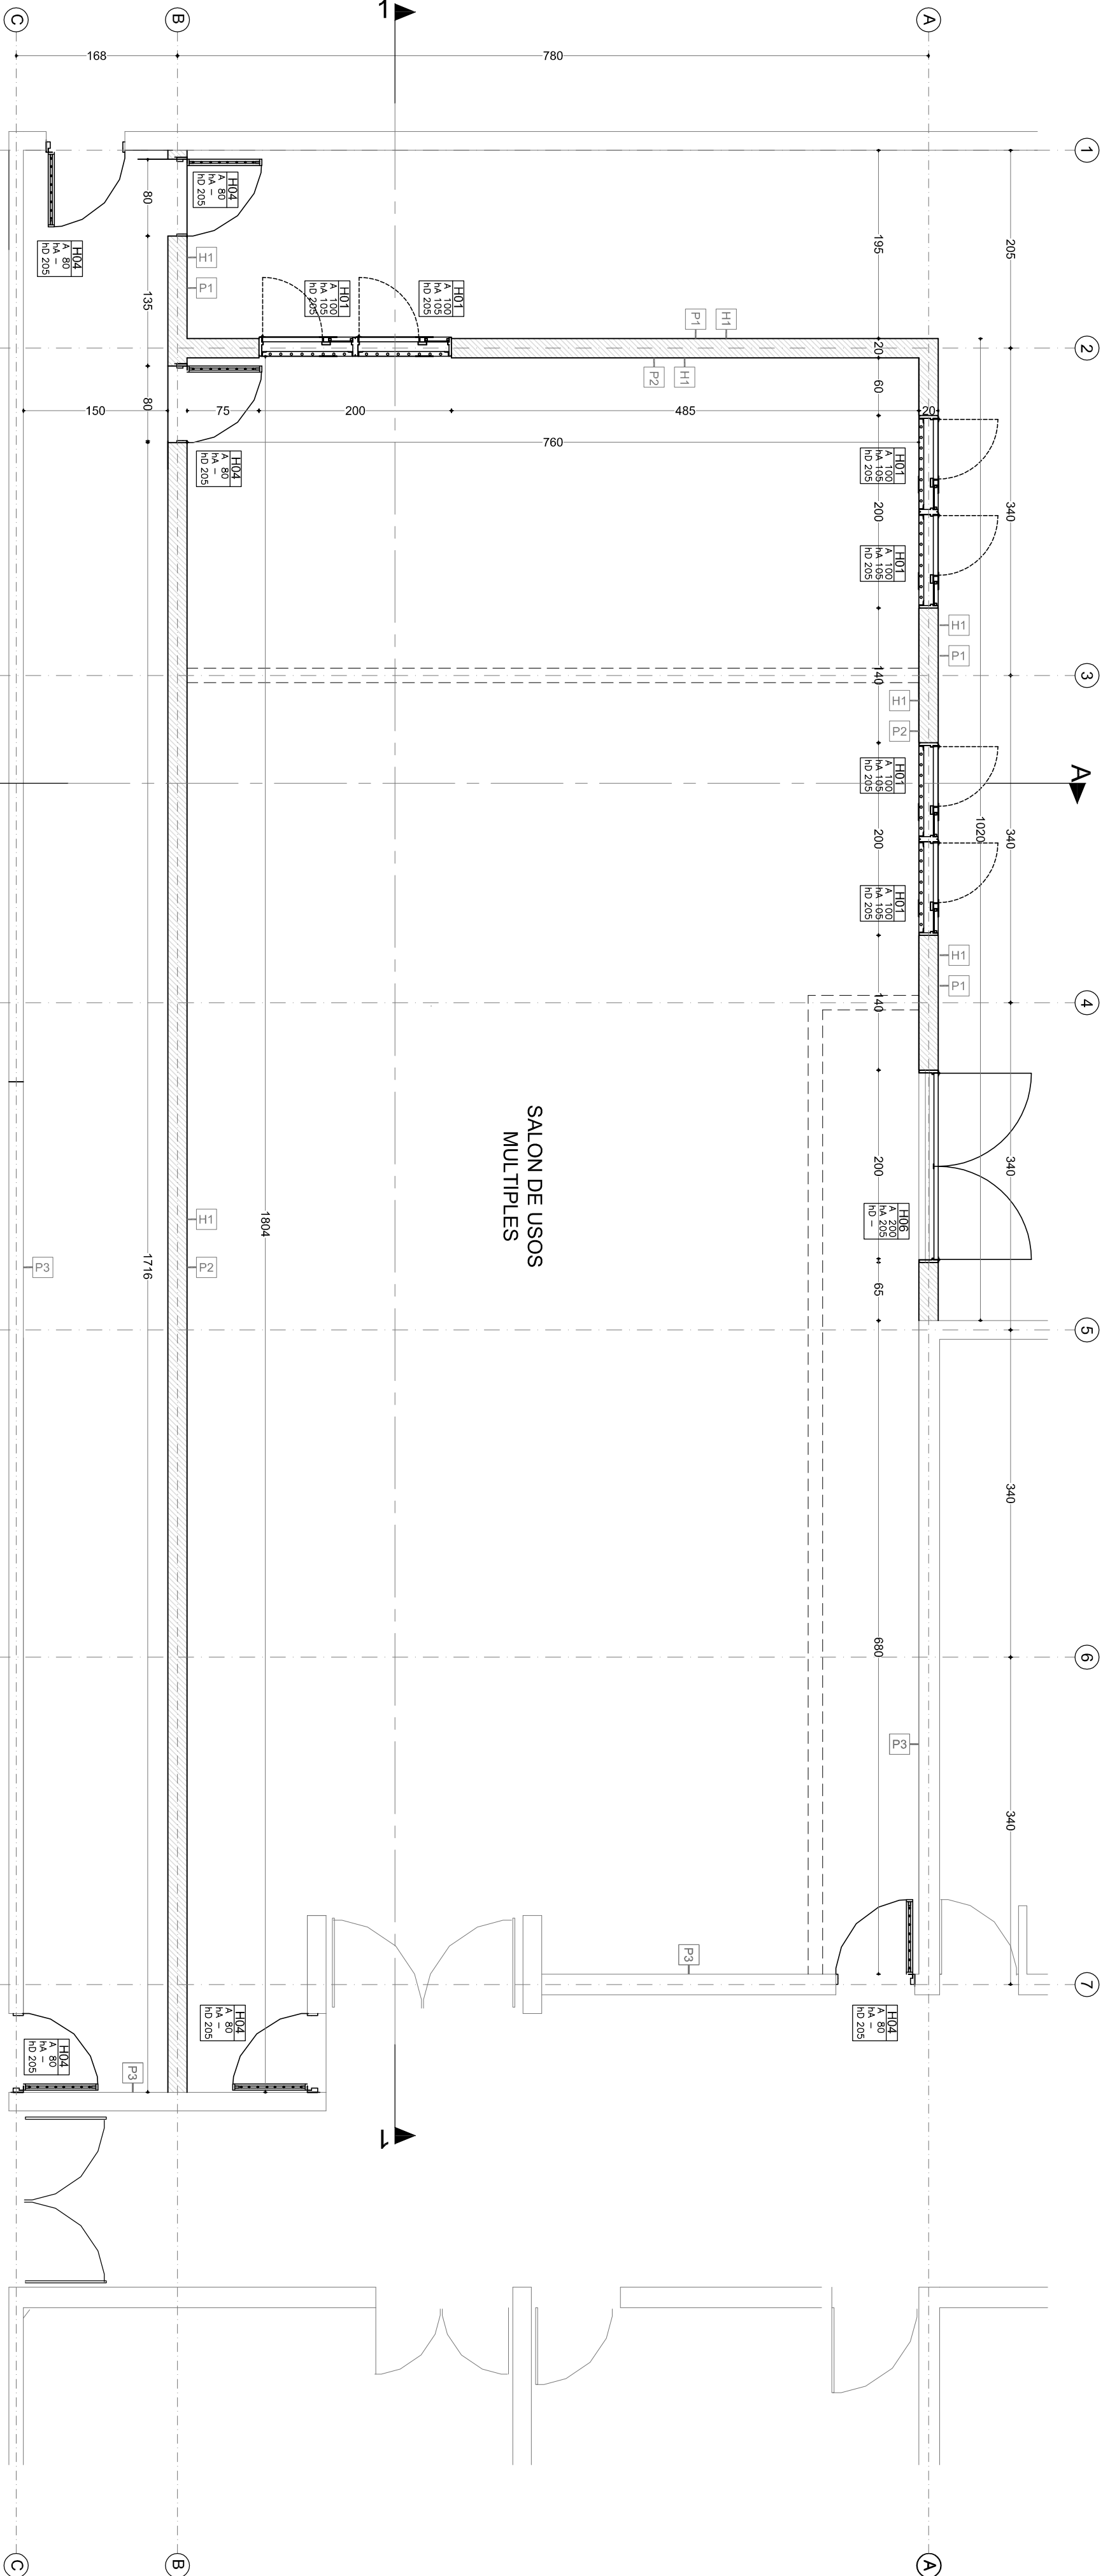 C
B
1
A
168
780
1
H04
A 80
hA -
hD 205
80
H04
A 80
hA -
hD 205
195
205
H1
P1
135
H01
A 100
hA 105
hD 205
H01
A 100
hA 105
hD 205
P1
H1
2
20
P2
H1
60
80
150
75
200
485
20
760
H04
A 80
hA -
hD 205
H01
A 100
hA 105
hD 205
200
340
H01
A 100
hA 105
hD 205
H1
P1
140
3
H1
P2
A
H01
A 100
hA 105
hD 205
1020
200
340
H01
A 100
hA 105
hD 205
H1
P1
140
4
SALON DE USOS
MULTIPLES
200
340
H06
A 200
hA 205
hD -
H1
P2
1804
1716
P3
65
5
340
680
6
P3
340
P3
7
H04
A 80
hA -
hD 205
H04
A 80
hA -
hD 205
H04
A 80
hA -
hD 205
P3
1
C
B
A